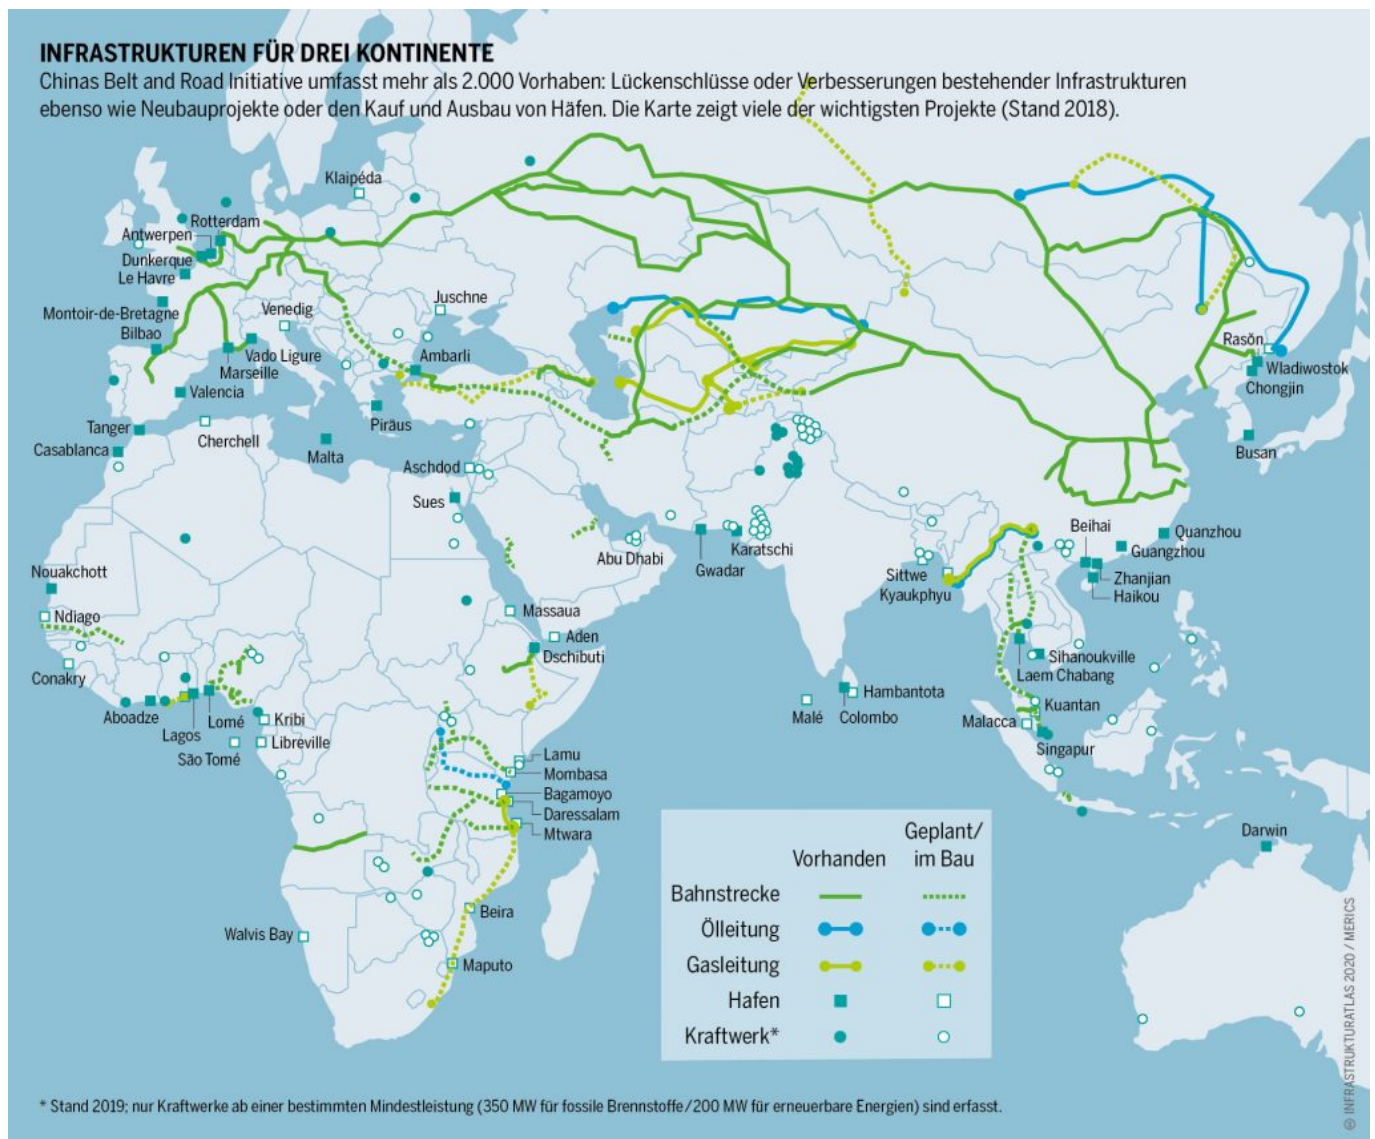 INFRASTRUKTUREN FÜR DREI KONTINENTE
Chinas Belt and Road Initiative umfasst mehr als 2.000 Vorhaben: Lückenschlüsse oder Verbesserungen bestehender Infrastrukturen
ebenso wie Neubauprojekte oder den Kauf und Ausbau von Häfen. Die Karte zeigt viele der wichtigsten Projekte (Stand 2018).
Klaipéda
Rotterdam
Antwerpen
Dunkerque
Le Havre
Montoir-de-Bretagne
Bilbao
Venedig
Juschne
Vado Ligure
Marseille
Ambarli
Valencia
Piräus
Tanger
Casablanca
Cherchell
Malta
Aschdod
Sues
Abu Dhabi
Karatschi
Gwadar
Rasŏn
Wladiwostok
Chongjin
Busan
Beihai
Quanzhou
Guangzhou
Zhanjian
Haikou
Sittwe
Kyaukphyu
Nouakchott
Ndiago
Conakry
Massaua
Aden
Dschibuti
Sihanoukville
Laem Chabang
Kuantan
Malacca
Singapur
Hambantota
Malé
Colombo
Aboadze
Lagos
Lomé
Kribi
Libreville
São Tomé
Lamu
Mombasa
Bagamoyo
Daressalam
Mtwara
Beira
Walvis Bay
Maputo
Darwin
Vorhanden
Geplant/
im Bau
Bahnstrecke
Ölleitung
Gasleitung
Hafen
Kraftwerk*
* Stand 2019; nur Kraftwerke ab einer bestimmten Mindestleistung (350 MW für fossile Brennstoffe/200 MW für erneuerbare Energien) sind erfasst.
© INFRASTRUKTURATLAS 2020 / MERICS